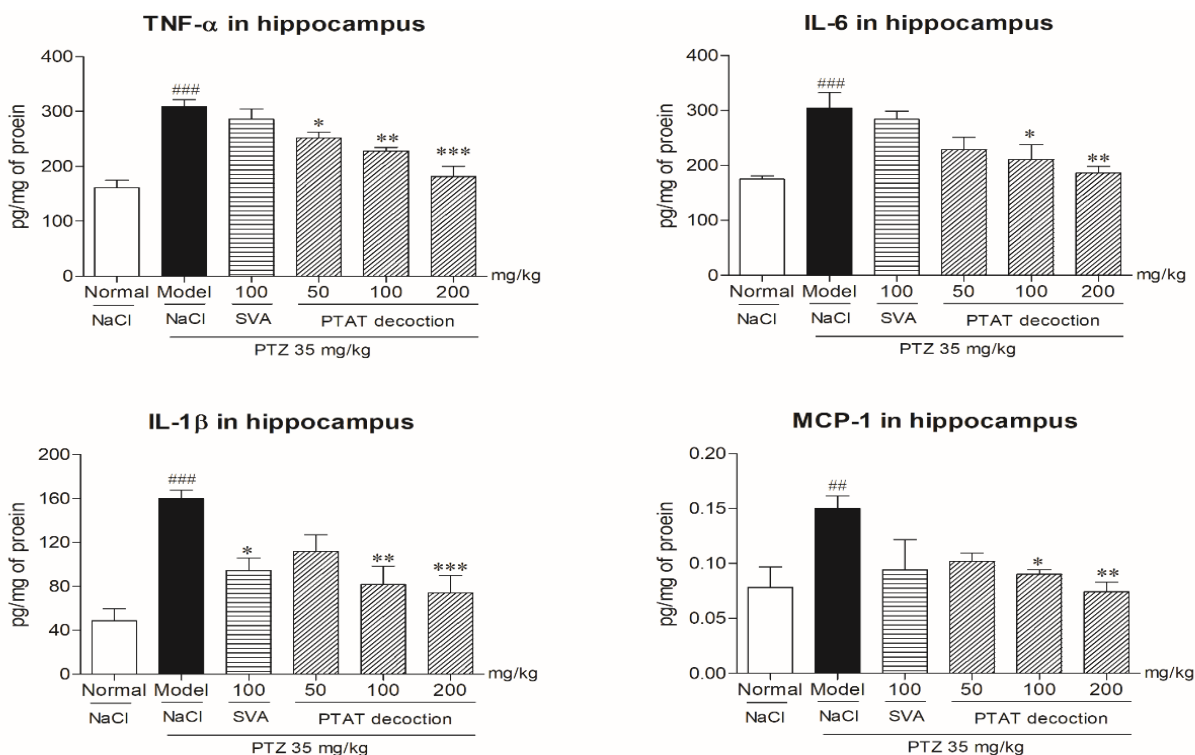 TNF-α in hippocampus
pg/mg of proein
400
300
200
100
0
###
*
**
***
Normal Model 100 50 100 200 mg/kg
NaCl NaCl SVA PTAT decoction
PTZ 35 mg/kg
IL-6 in hippocampus
pg/mg of proein
400
300
200
100
0
###
*
**
Normal Model 100 50 100 200 mg/kg
NaCl NaCl SVA PTAT decoction
PTZ 35 mg/kg
IL-1β in hippocampus
pg/mg of proein
200
160
120
80
40
0
###
*
**
***
Normal Model 100 50 100 200 mg/kg
NaCl NaCl SVA PTAT decoction
PTZ 35 mg/kg
MCP-1 in hippocampus
pg/mg of proein
0.20
0.15
0.10
0.05
0.00
##
*
**
Normal Model 100 50 100 200 mg/kg
NaCl NaCl SVA PTAT decoction
PTZ 35 mg/kg